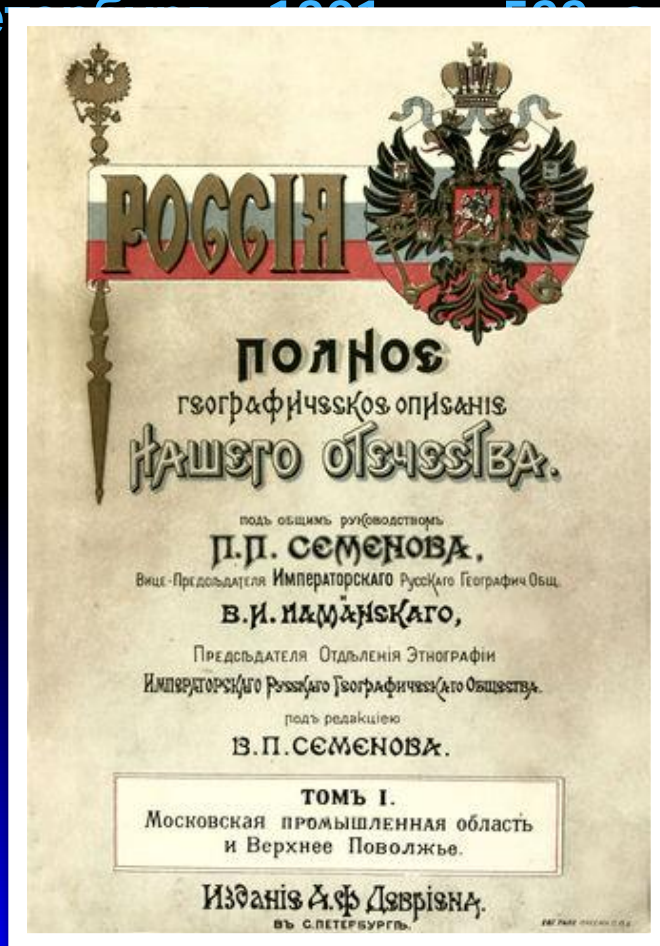 РОССІЯ
ПОЛНОЕ
ГЕОГРАФИЧЕСКОЕ ОПИСАНІЕ
НАШЕГО ОТЕЧЕСТВА.
ПОДЪ ОБЩИМЪ РУКОВОДСТВОМЪ
П.П. СЕМЕНОВА,
ВИЦЕ-ПРЕДСѢДАТЕЛЯ ИМПЕРАТОРСКАГО РУССКАГО ГЕОГРАФИЧ. ОБЩ.
И
В.И. ЛАМАНСКАГО,
ПРЕДСѢДАТЕЛЯ ОТДѢЛЕНІЯ ЭТНОГРАФІИ
ИМПЕРАТОРСКАГО РУССКАГО ГЕОГРАФИЧЕСКАГО ОБЩЕСТВА.
ПОДЪ РЕДАКЦІЕЮ
В.П. СЕМЕНОВА.
ТОМЪ I.
Московская промышленная область
и Верхнее Поволжье.
Изданіе А.Ф. Девріена.
ВЪ С.ПЕТЕРБУРГѢ.